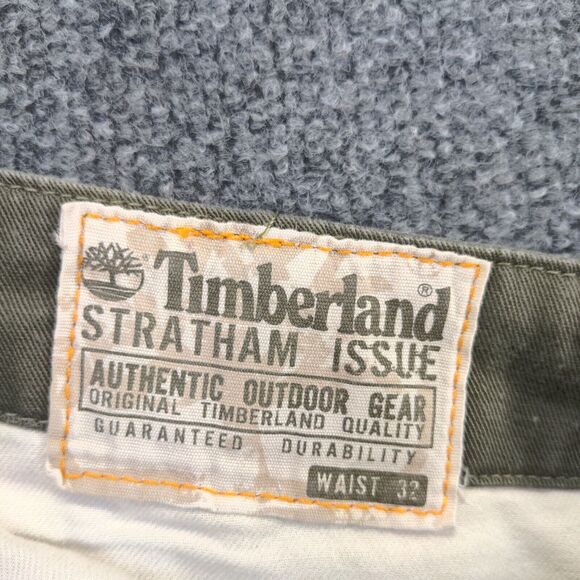 Timberland®
STRATHAM ISSUE
AUTHENTIC OUTDOOR GEAR
ORIGINAL TIMBERLAND QUALITY
GUARANTEED DURABILITY
WAIST 32